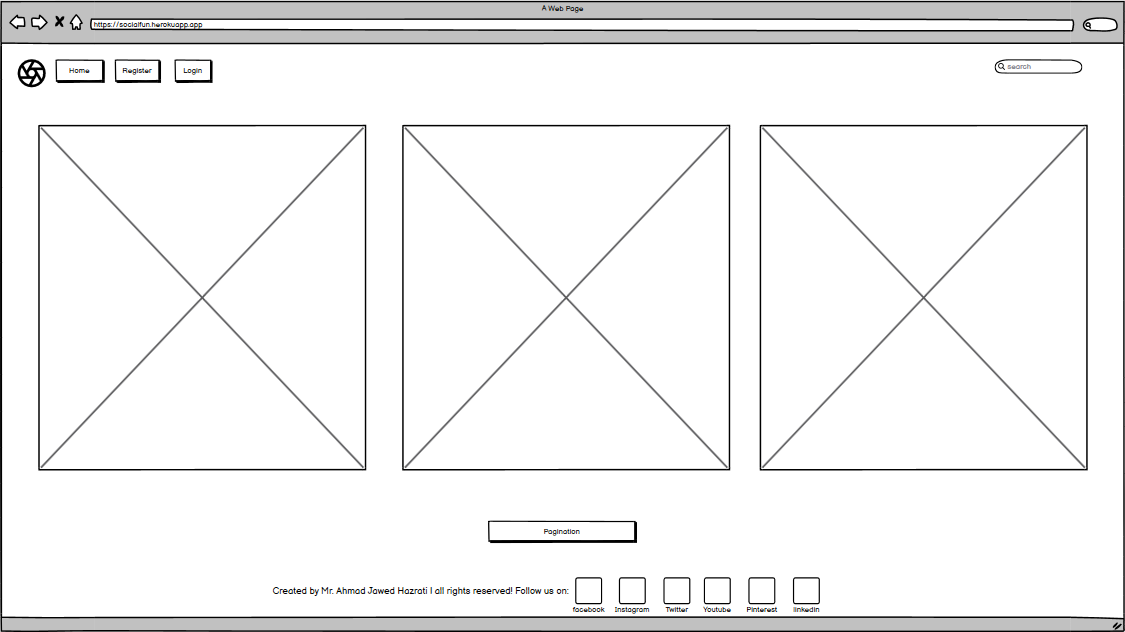 A Web Page
https://socialfun.herokuapp.app
Home
Register
Login
search
Pagination
Created by Mr. Ahmad Jawed Hazrati I all rights reserved! Follow us on:
facebook
Instagram
Twitter
Youtube
Pinterest
linkedin